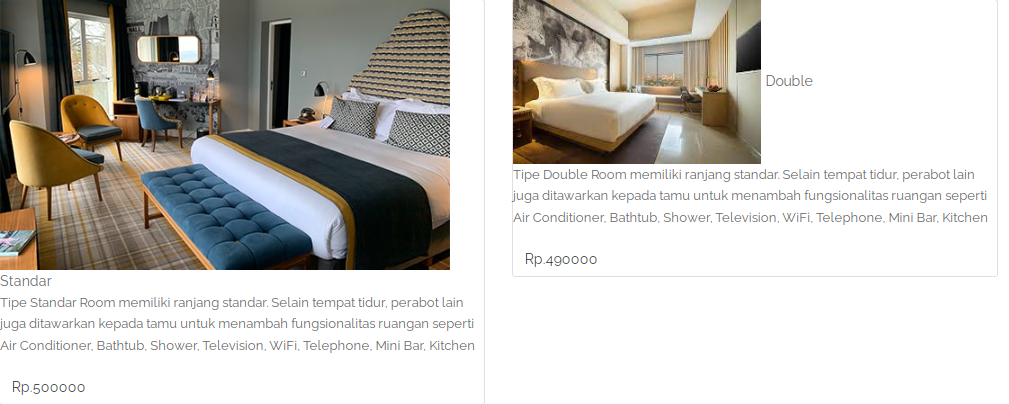 Standar
Tipe Standar Room memiliki ranjang standar. Selain tempat tidur, perabot lain
juga ditawarkan kepada tamu untuk menambah fungsionalitas ruangan seperti
Air Conditioner, Bathtub, Shower, Television, WiFi, Telephone, Mini Bar, Kitchen
Rp.500000
Double
Tipe Double Room memiliki ranjang standar. Selain tempat tidur, perabot lain
juga ditawarkan kepada tamu untuk menambah fungsionalitas ruangan seperti
Air Conditioner, Bathtub, Shower, Television, WiFi, Telephone, Mini Bar, Kitchen
Rp.490000